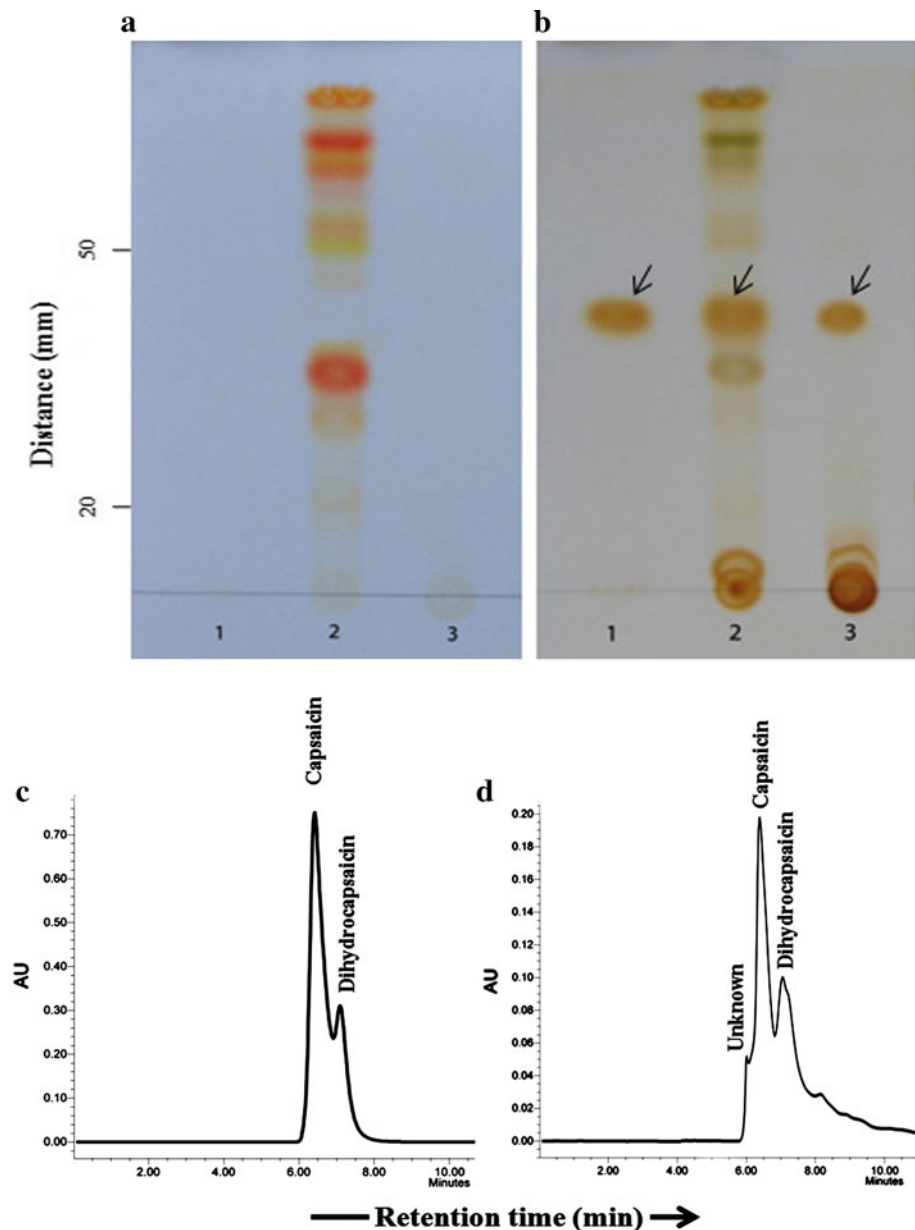 a
b
50
20
Distance (mm)
1 2 3
1 2 3
c
Capsaicin
Dihydrocapsaicin
AU
0.70
0.60
0.50
0.40
0.30
0.20
0.10
0.00
2.00 4.00 6.00 8.00 10.00
Minutes
d
Unknown
Capsaicin
Dihydrocapsaicin
AU
0.20
0.18
0.16
0.14
0.12
0.10
0.08
0.06
0.04
0.02
0.00
2.00 4.00 6.00 8.00 10.00
Minutes
Retention time (min)